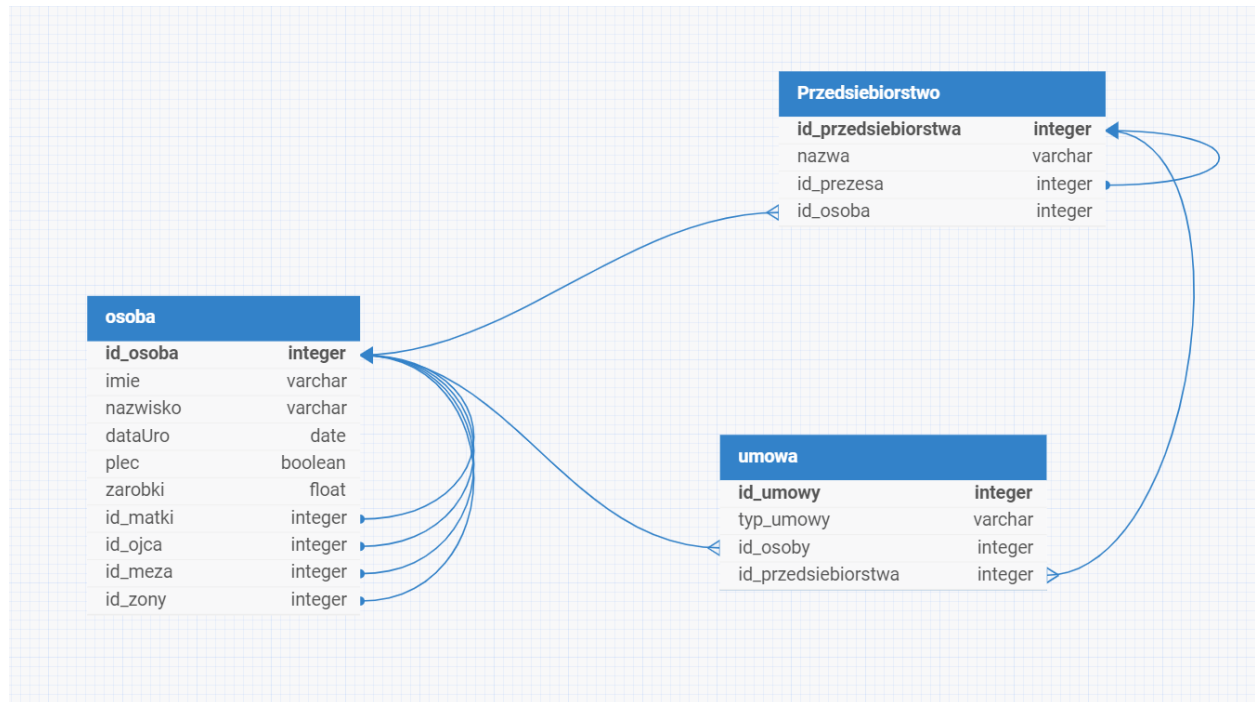 Przedsiebiorstwo
id_przedsiebiorstwa integer
nazwa varchar
id_prezesa integer
id_osoba integer
osoba
id_osoba integer
imie varchar
nazwisko varchar
dataUro date
plec boolean
zarobki float
id_matki integer
id_ojca integer
id_meza integer
id_zony integer
umowa
id_umowy integer
typ_umowy varchar
id_osoby integer
id_przedsiebiorstwa integer